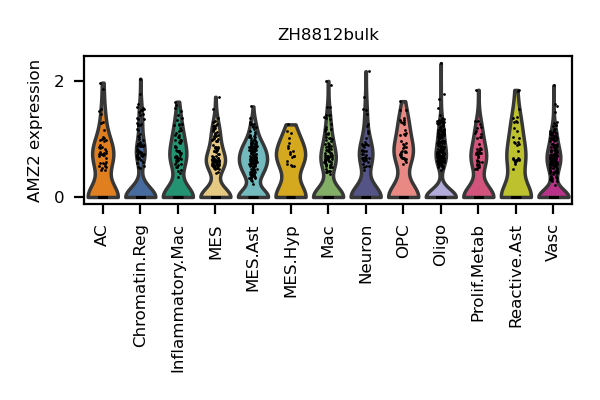 ZH8812bulk
AMZ2 expression
2
0
AC
Chromatin.Reg
Inflammatory.Mac
MES
MES.Ast
MES.Hyp
Mac
Neuron
OPC
Oligo
Prolif.Metab
Reactive.Ast
Vasc